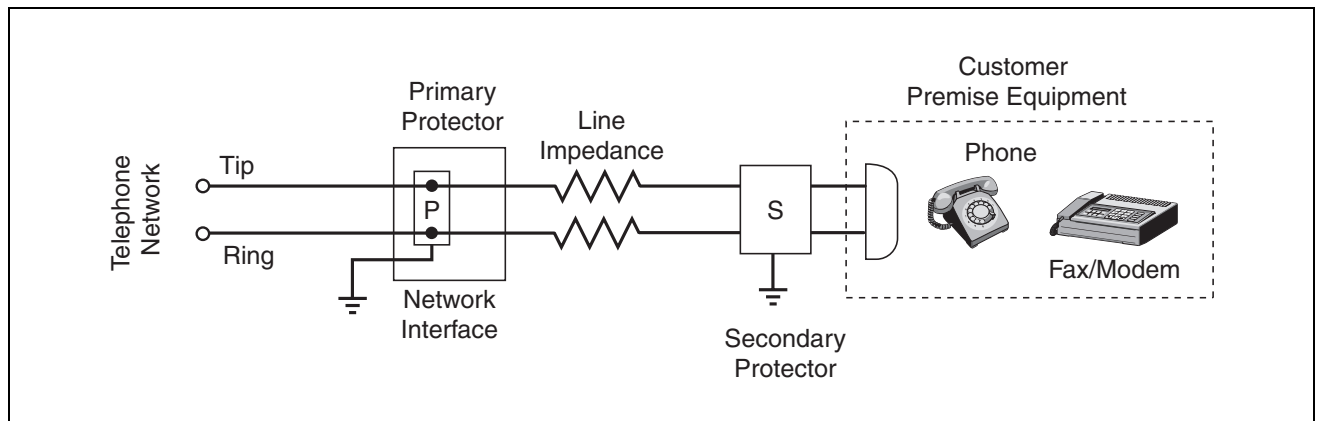 Telephone
Network
Tip
Ring
Primary
Protector
P
Network
Interface
Line
Impedance
S
Secondary
Protector
Customer
Premise Equipment
Phone
Fax/Modem